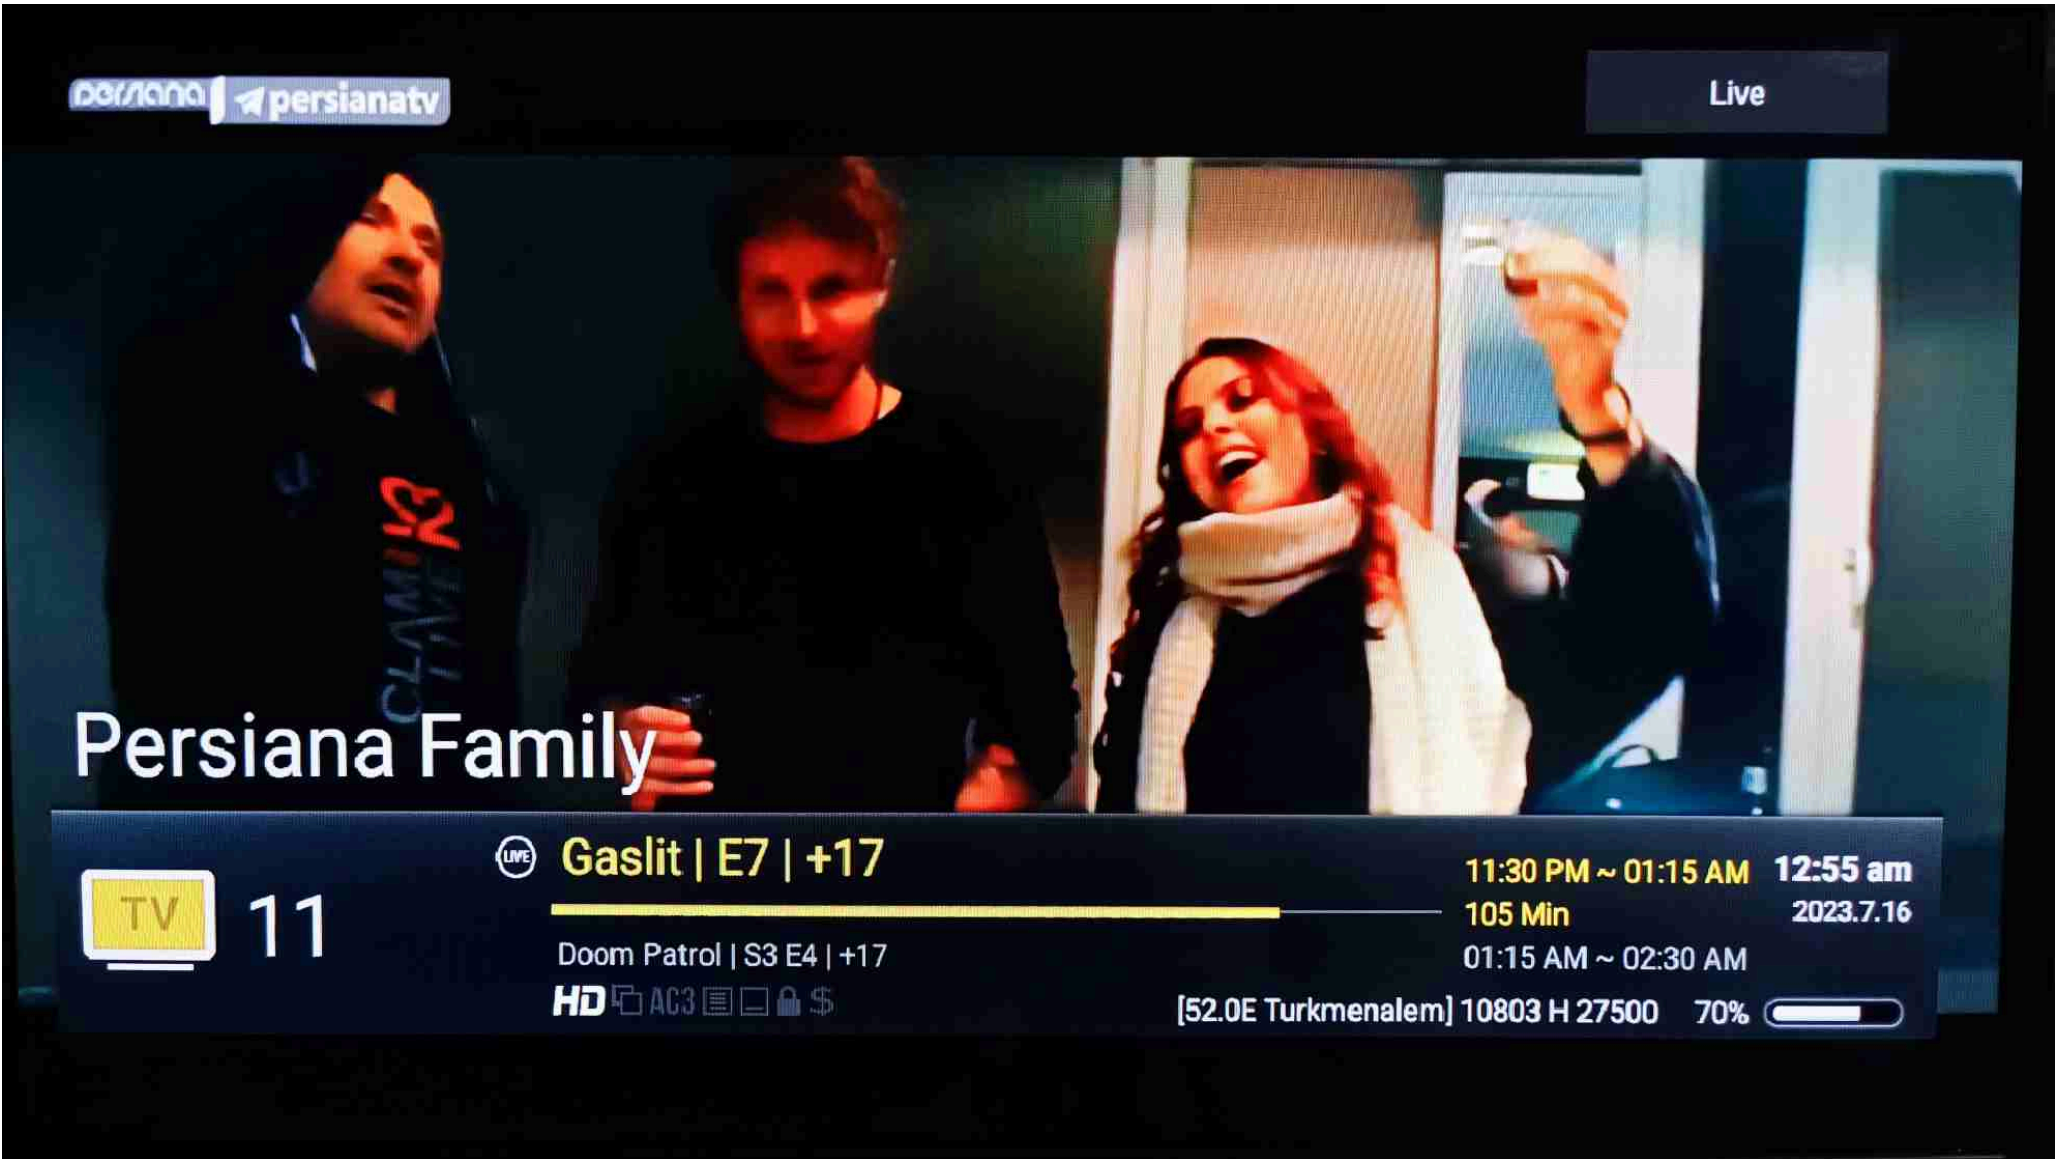 persiana persianatv
Live
CLAW
LIVE
Persiana Family
TV 11
LIVE Gaslit | E7 | +17
11:30 PM ~ 01:15 AM 12:55 am
105 Min 2023.7.16
Doom Patrol | S3 E4 | +17
01:15 AM ~ 02:30 AM
HD AC3 $
[52.0E Turkmenalem] 10803 H 27500 70%